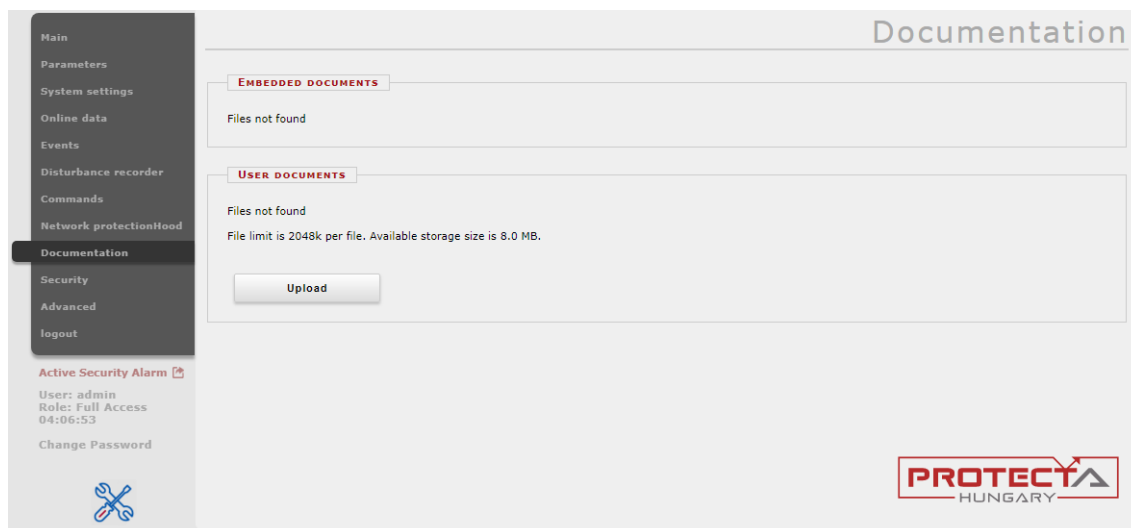 Main
Parameters
System settings
Online data
Events
Disturbance recorder
Commands
Network protectionHood
Documentation
Security
Advanced
logout
Active Security Alarm
User: admin
Role: Full Access
04:06:53
Change Password
Documentation
EMBEDDED DOCUMENTS
Files not found
USER DOCUMENTS
Files not found
File limit is 2048k per file. Available storage size is 8.0 MB.
Upload
PROTECTA
HUNGARY